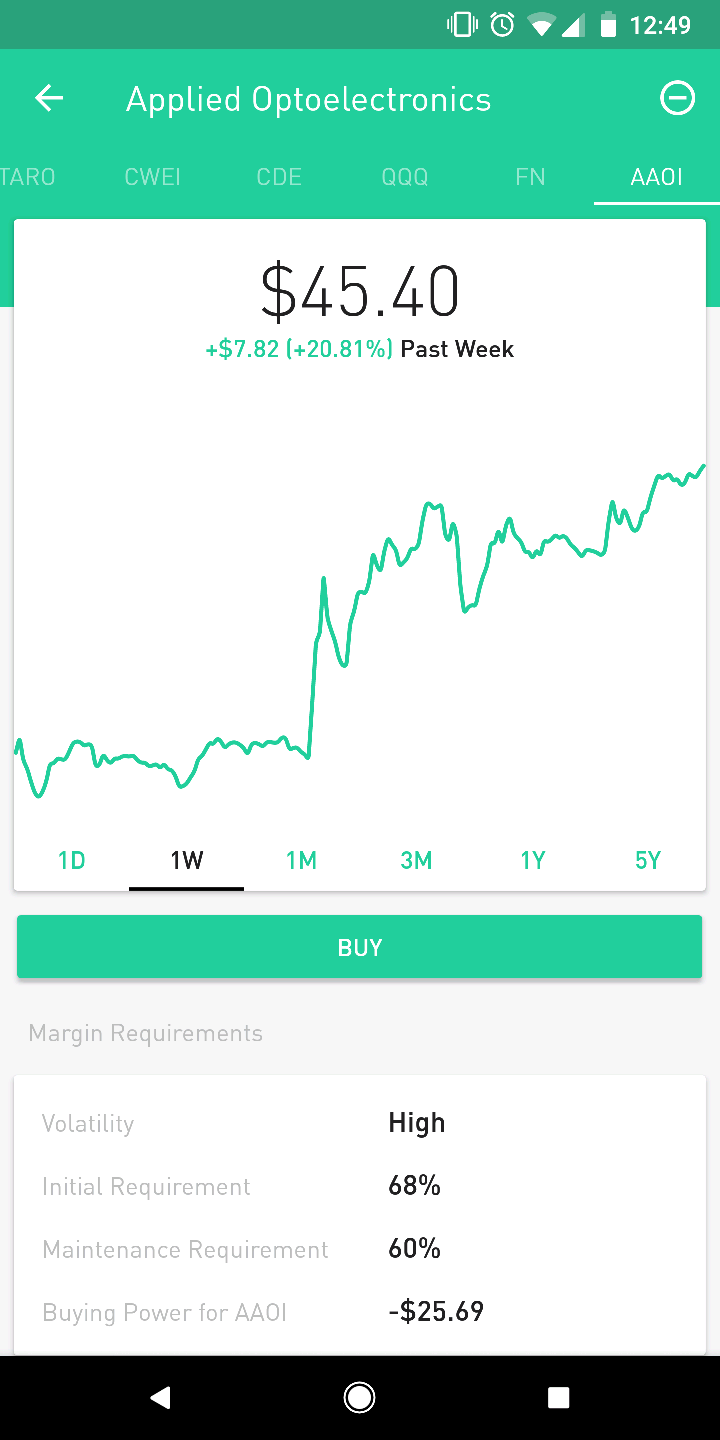 12:49
Applied Optoelectronics
TARO CWEI CDE QQQ FN AAOI
$45.40
+$7.82 (+20.81%) Past Week
1D 1W 1M 3M 1Y 5Y
BUY
Margin Requirements
Volatility High
Initial Requirement 68%
Maintenance Requirement 60%
Buying Power for AAOI -$25.69